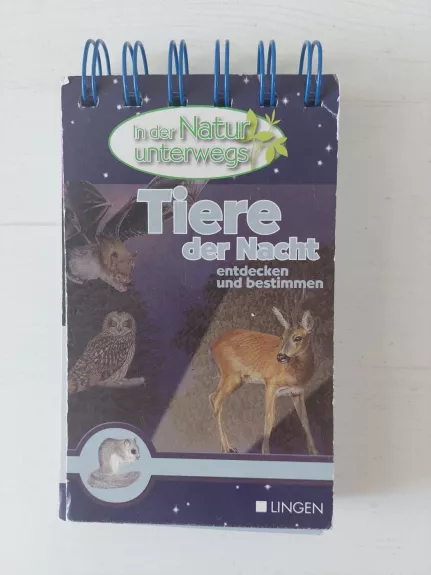 in der Natur
unterwegs
Tiere
der Nacht
entdecken
und bestimmen
LINGEN